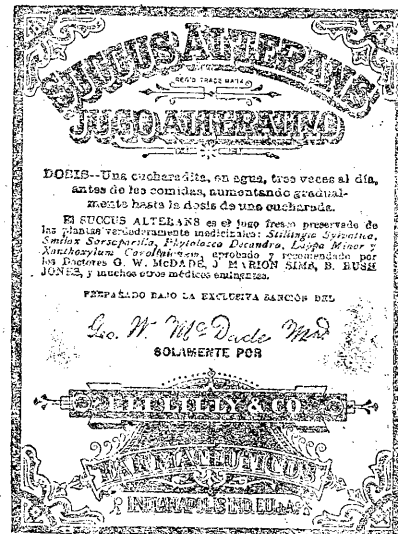 SUCCUS ALTERANS
REG'D TRADE MARK
JUGO ALTERATIVO
DOSIS--Una cucharadita, en agua, tres veces al día,
antes de las comidas, aumentando gradual-
mente hasta la dosis de una cucharada.
El SUCCUS ALTERANS es el jugo fresco preservado de
las plantas verdaderamente medicinales: Stillingia Sylvatica,
Smilax Sarsaparilla, Phytolacca Decandra, Lappa Minor y
Xanthoxylum Carolinianum, aprobado y recomendado por
los Doctores G. W. McDADE, J. MARION SIMS, B. RUSH
JONES, y muchos otros médicos eminentes.
PREPARADO BAJO LA EXCLUSIVA SANCIÓN DEL
Geo. W. McDade Md.
SOLAMENTE POR
ELI LILLY & CO.
FARMACEUTICOS
INDIANAPOLIS IND. E.U. de A.